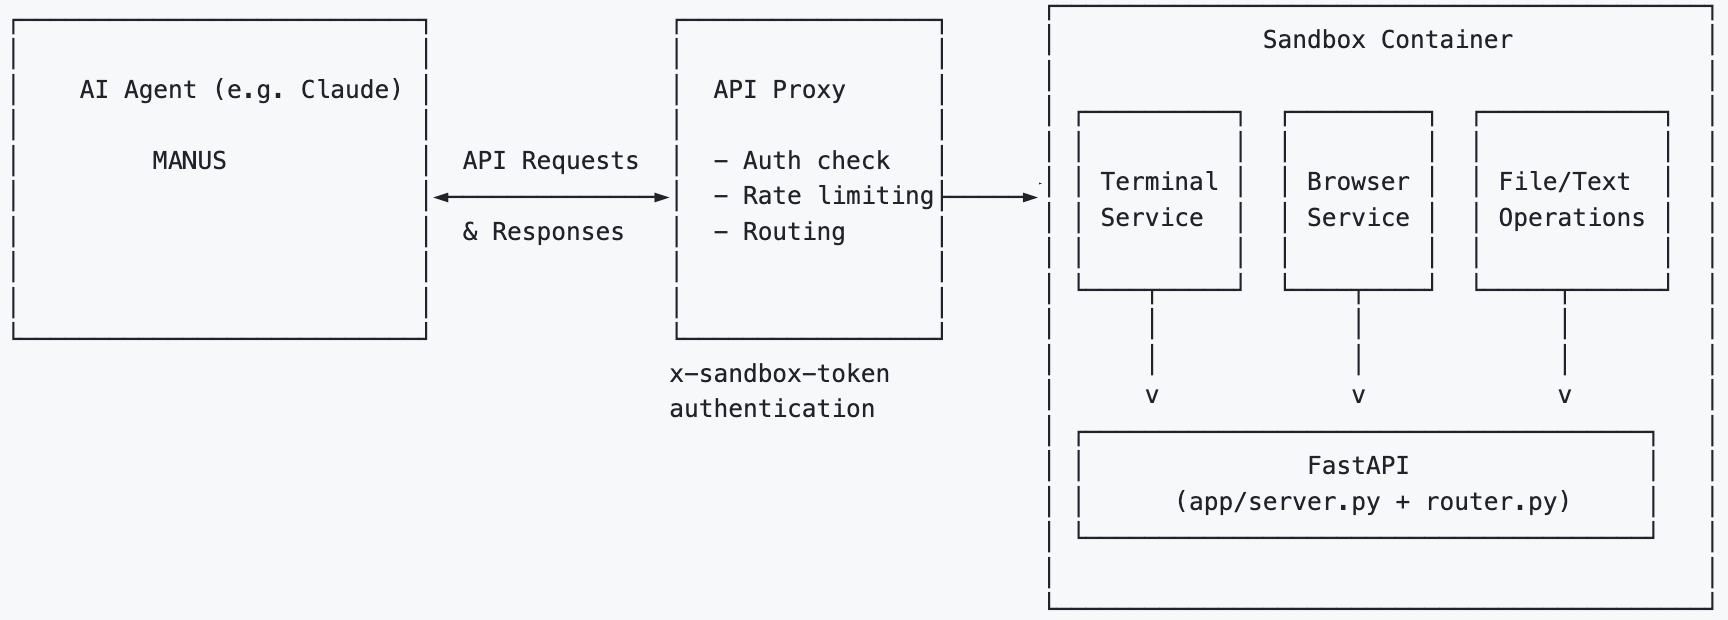 AI Agent (e.g. Claude)
MANUS
API Requests
& Responses
API Proxy
- Auth check
- Rate limiting
- Routing
x-sandbox-token
authentication
Sandbox Container
Terminal
Service
Browser
Service
File/Text
Operations
v v v
FastAPI
(app/server.py + router.py)